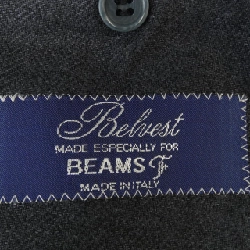 Belvest
MADE ESPECIALLY FOR
BEAMS F
MADE IN ITALY